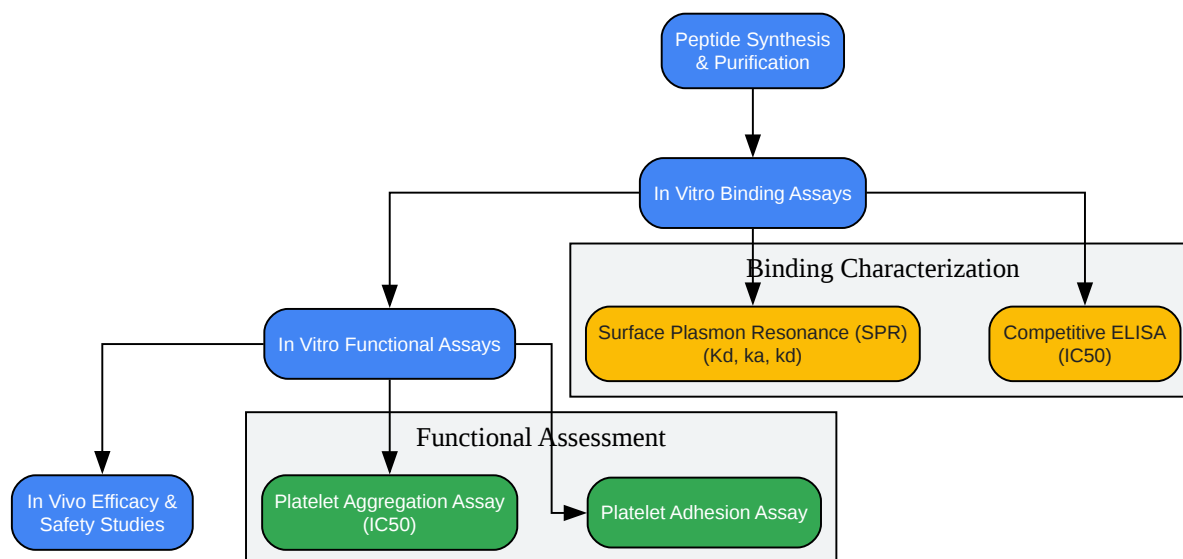 Peptide Synthesis
& Purification
In Vitro Binding Assays
Binding Characterization
Surface Plasmon Resonance (SPR)
(Kd, ka, kd)
Competitive ELISA
(IC50)
In Vitro Functional Assays
Functional Assessment
In Vivo Efficacy &
Safety Studies
Platelet Aggregation Assay
(IC50)
Platelet Adhesion Assay